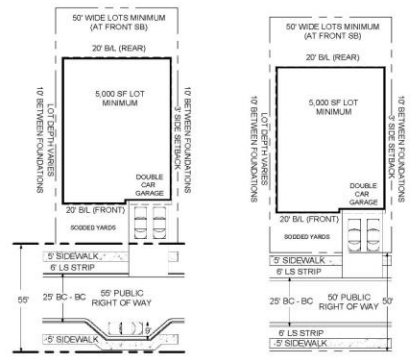 50' WIDE LOTS MINIMUM
(AT FRONT SB)
20' B/L (REAR)
10' BETWEEN FOUNDATIONS
LOT DEPTH VARIES
5,000 SF LOT
MINIMUM
3' SIDE SETBACK
10' BETWEEN FOUNDATIONS
DOUBLE
CAR
GARAGE
20' B/L (FRONT)
SODDED YARDS
55'
5' SIDEWALK
6' LS STRIP
25' BC - BC
55' PUBLIC
RIGHT OF WAY
9'
5' SIDEWALK
50' WIDE LOTS MINIMUM
(AT FRONT SB)
20' B/L (REAR)
10' BETWEEN FOUNDATIONS
LOT DEPTH VARIES
5,000 SF LOT
MINIMUM
3' SIDE SETBACK
10' BETWEEN FOUNDATIONS
DOUBLE
CAR
GARAGE
20' B/L (FRONT)
SODDED YARDS
5' SIDEWALK
6' LS STRIP
25' BC - BC
50' PUBLIC
RIGHT OF WAY
50'
6' LS STRIP
5' SIDEWALK